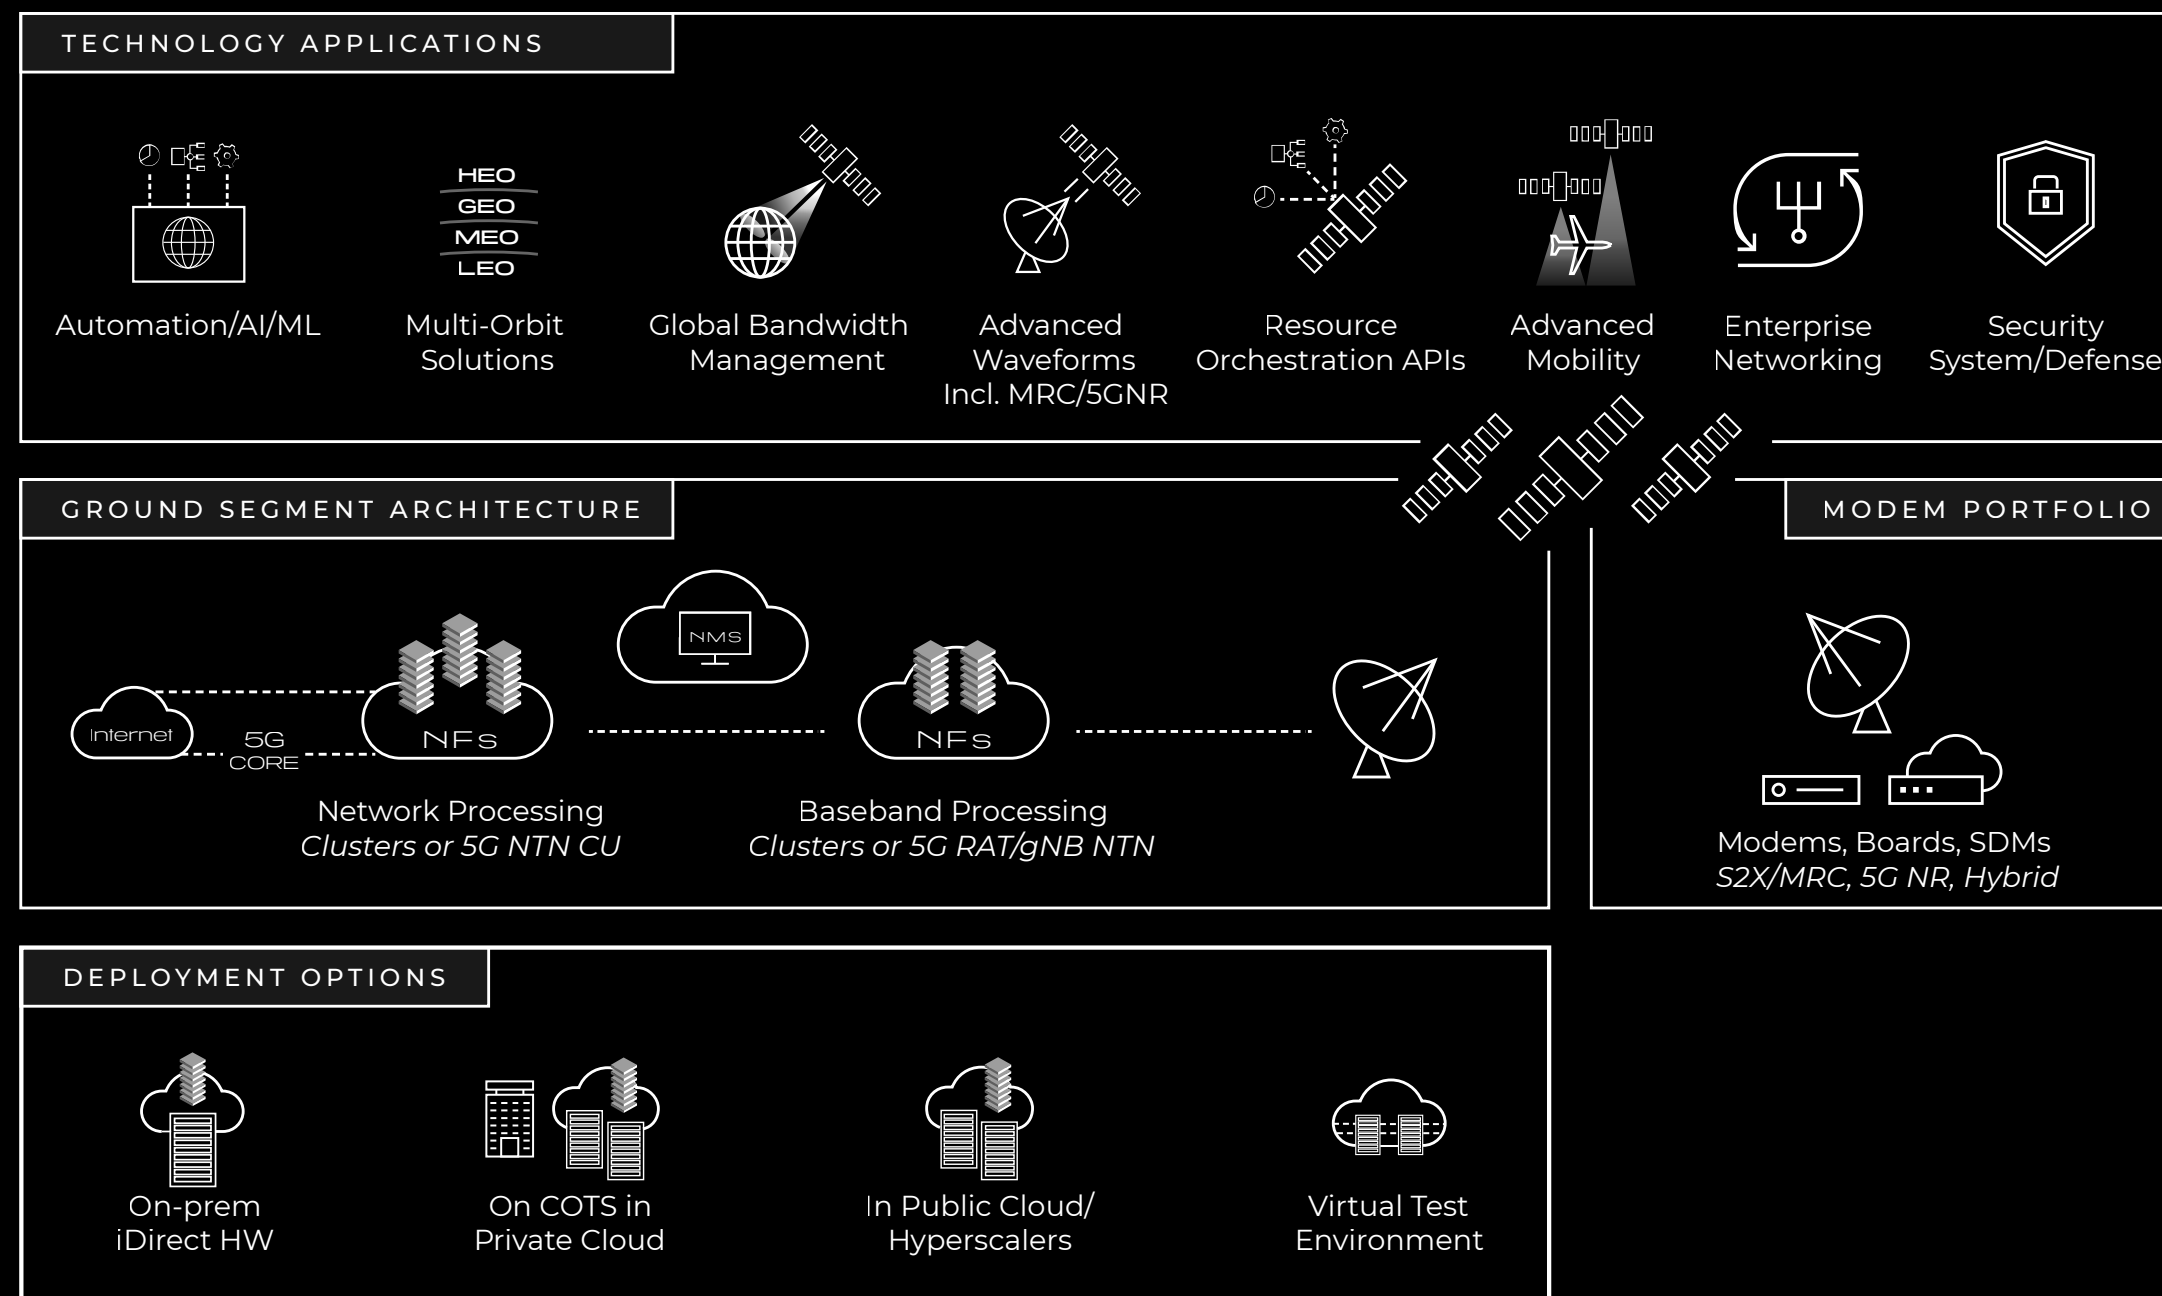 TECHNOLOGY APPLICATIONS
HEO
GEO
MEO
LEO
Automation/AI/ML
Multi-Orbit
Solutions
Global Bandwidth
Management
Advanced
Waveforms
Incl. MRC/5GNR
Resource
Orchestration APIs
Advanced
Mobility
Enterprise
Networking
Security
System/Defense
GROUND SEGMENT ARCHITECTURE
NMS
Internet
5G
CORE
NFs
NFs
Network Processing
Clusters or 5G NTN CU
Baseband Processing
Clusters or 5G RAT/gNB NTN
MODEM PORTFOLIO
Modems, Boards, SDMs
S2X/MRC, 5G NR, Hybrid
DEPLOYMENT OPTIONS
On-prem
iDirect HW
On COTS in
Private Cloud
In Public Cloud/
Hyperscalers
Virtual Test
Environment